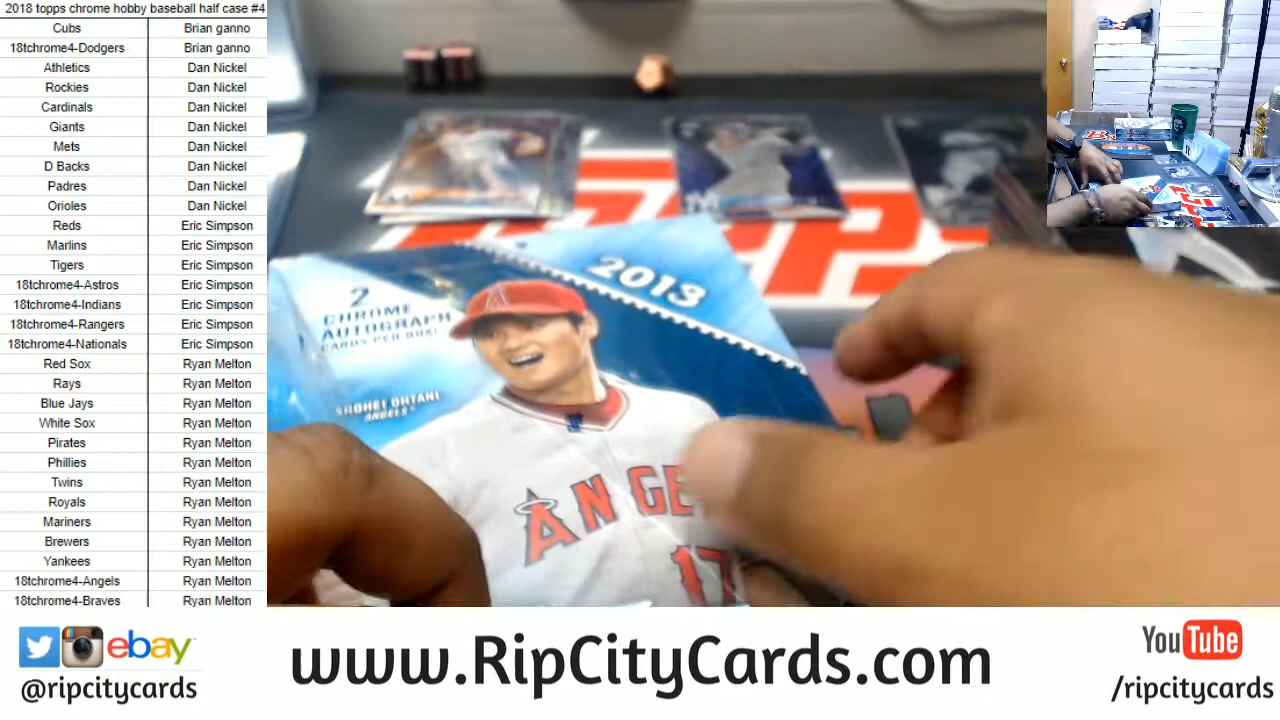 2018 topps chrome hobby baseball half case #4
Cubs Brian ganno
18tchrome4-Dodgers Brian ganno
Athletics Dan Nickel
Rockies Dan Nickel
Cardinals Dan Nickel
Giants Dan Nickel
Mets Dan Nickel
D Backs Dan Nickel
Padres Dan Nickel
Orioles Dan Nickel
Reds Eric Simpson
Marlins Eric Simpson
Tigers Eric Simpson
18tchrome4-Astros Eric Simpson
18tchrome4-Indians Eric Simpson
18tchrome4-Rangers Eric Simpson
18tchrome4-Nationals Eric Simpson
Red Sox Ryan Melton
Rays Ryan Melton
Blue Jays Ryan Melton
White Sox Ryan Melton
Pirates Ryan Melton
Phillies Ryan Melton
Twins Ryan Melton
Royals Ryan Melton
Mariners Ryan Melton
Brewers Ryan Melton
Yankees Ryan Melton
18tchrome4-Angels Ryan Melton
18tchrome4-Braves Ryan Melton
2018
2
CHROME
AUTOGRAPH
CARDS PER BOX!
SHOHEI OHTANI
ANGELS
ANGE
17
ebay
@ripcitycards
www.RipCityCards.com
YouTube
/ripcitycards